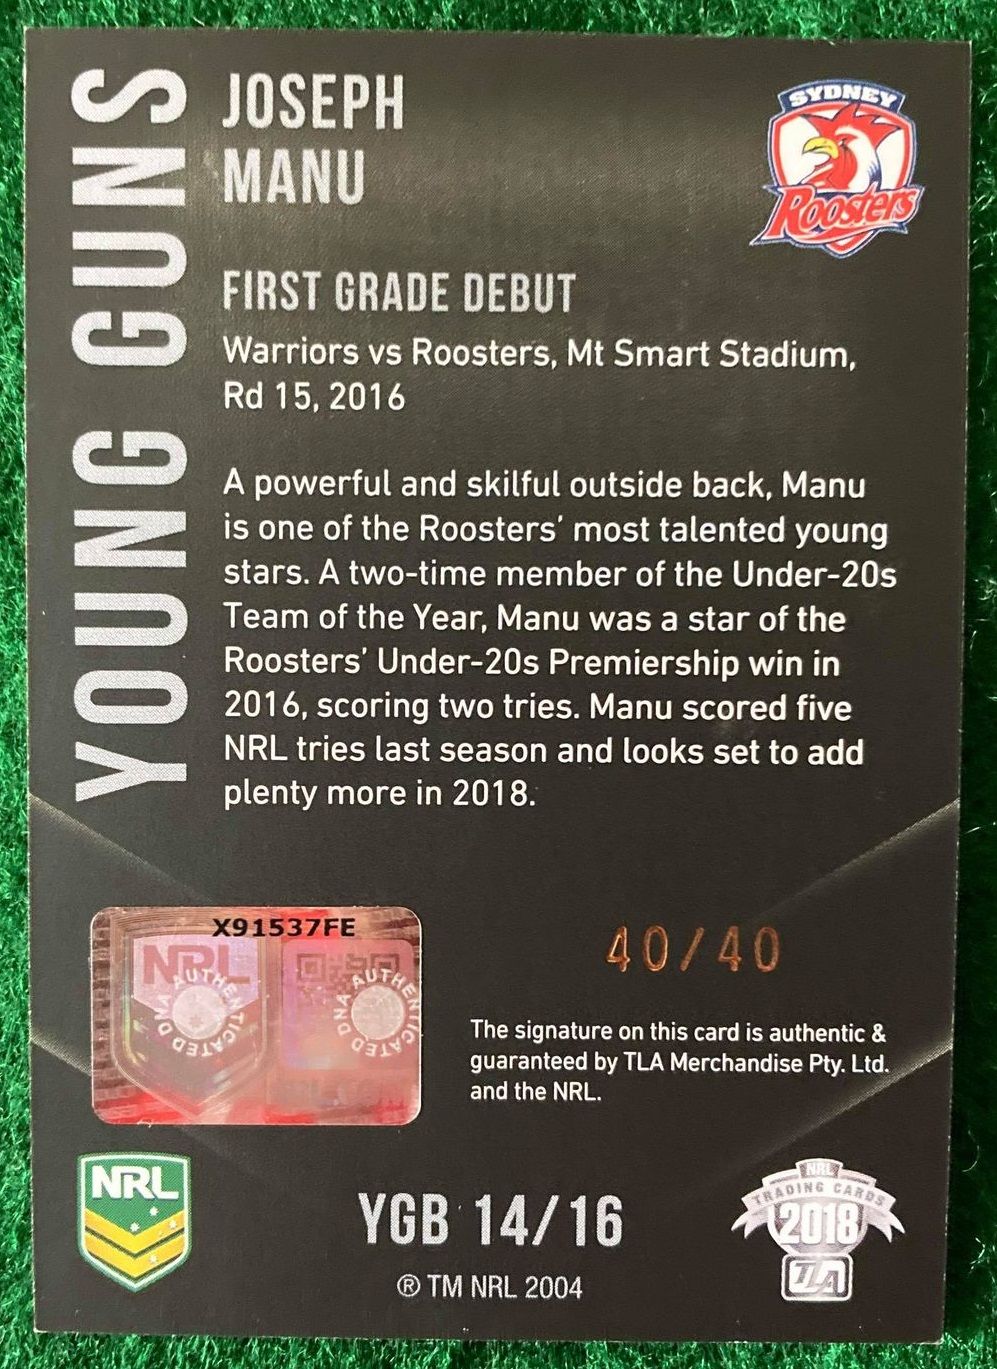 YOUNG GUNS
JOSEPH
MANU
SYDNEY
Roosters
FIRST GRADE DEBUT
Warriors vs Roosters, Mt Smart Stadium,
Rd 15, 2016
A powerful and skilful outside back, Manu
is one of the Roosters' most talented young
stars. A two-time member of the Under-20s
Team of the Year, Manu was a star of the
Roosters' Under-20s Premiership win in
2016, scoring two tries. Manu scored five
NRL tries last season and looks set to add
plenty more in 2018.
X91537FE
NRL
DNA AUTHENTICATED
DNA AUTHENTICATED
40/40
The signature on this card is authentic &
guaranteed by TLA Merchandise Pty. Ltd.
and the NRL.
NRL
YGB 14/16
® TM NRL 2004
NRL
TRADING CARDS
2018
TLA